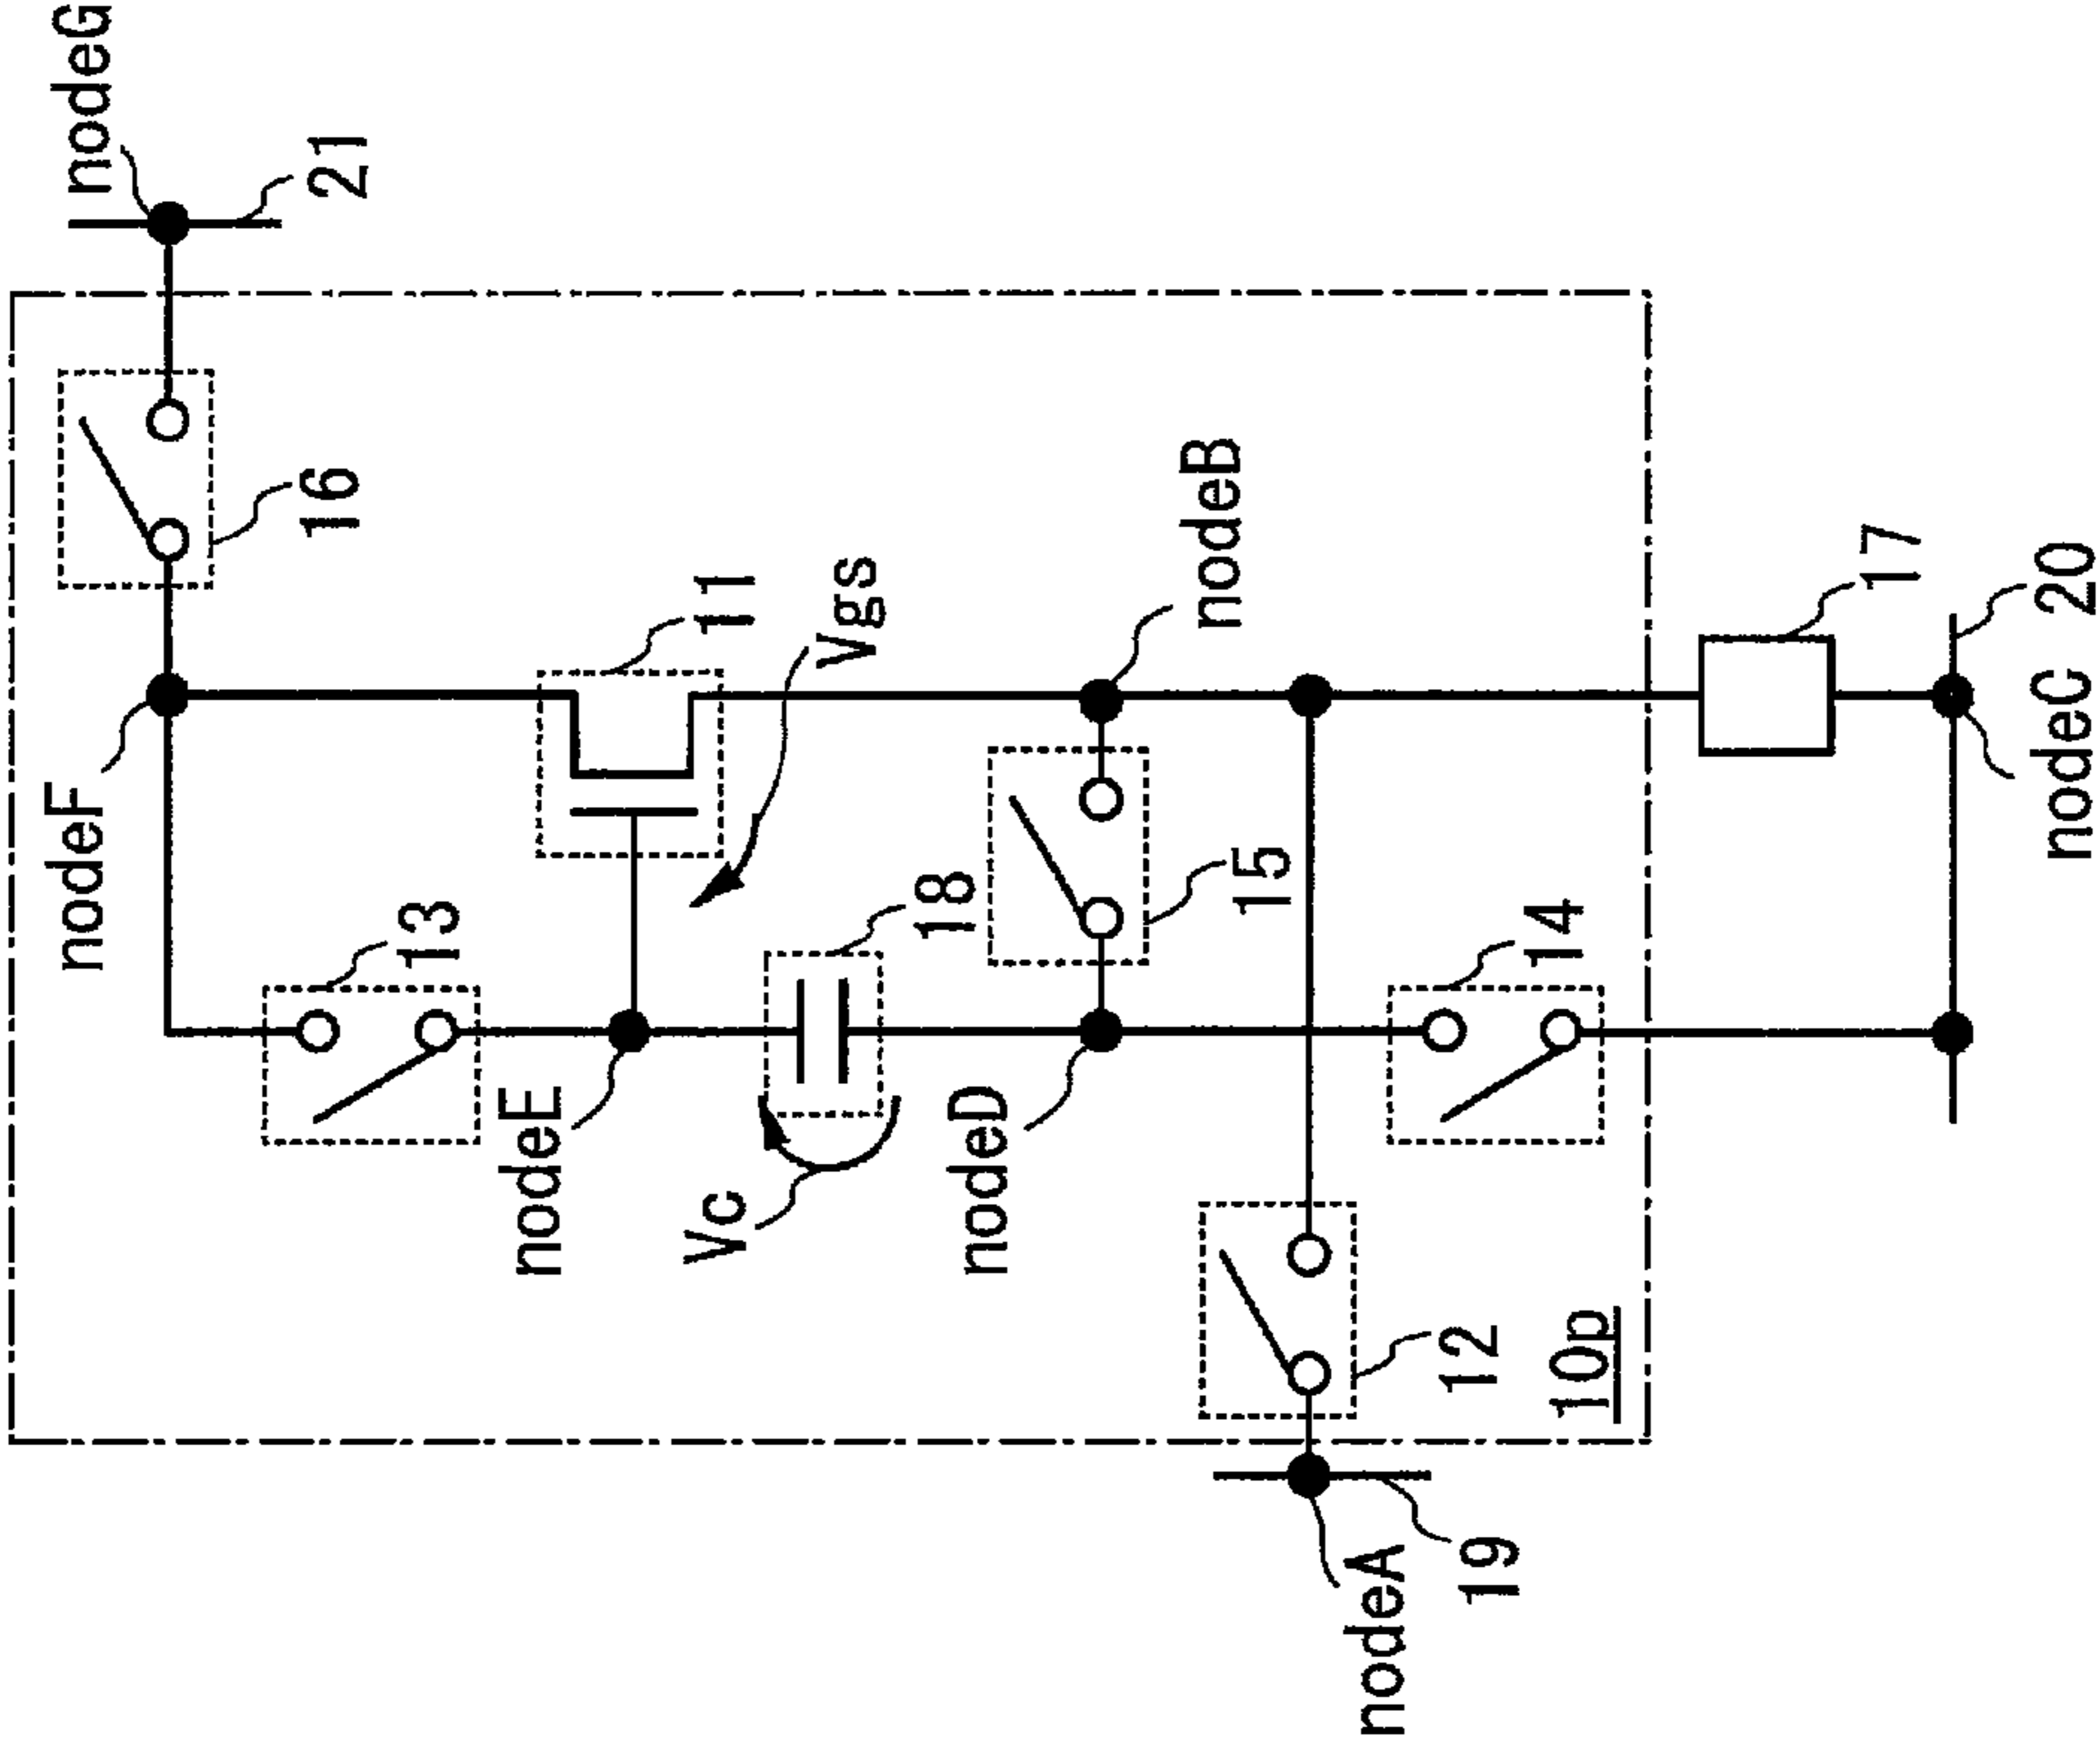 nodeG
21
16
nodeF
11
Vgs
nodeB
13
18
15
17
20
nodeC
14
nodeE
Vc
nodeD
12
10p
nodeA
19